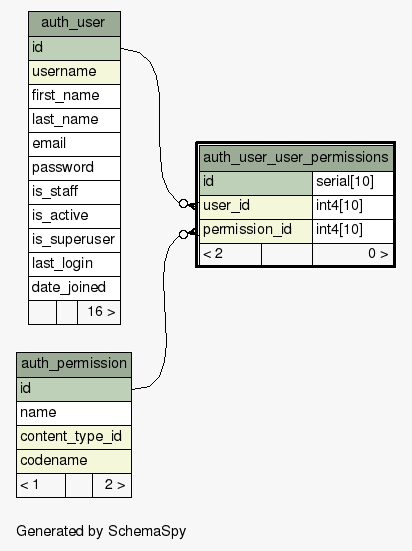 auth_user
id
username
first_name
last_name
email
password
is_staff
is_active
is_superuser
last_login
date_joined
16 >
auth_user_user_permissions
id serial[10]
user_id int4[10]
permission_id int4[10]
< 2 0 >
auth_permission
id
name
content_type_id
codename
< 1 2 >
Generated by SchemaSpy